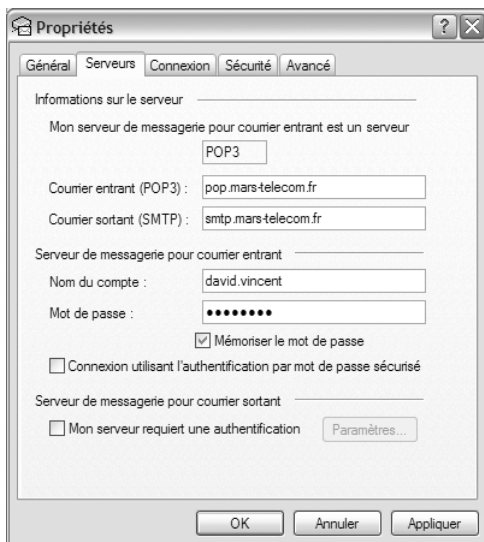 Propriétés
Général Serveurs Connexion Sécurité Avancé
Informations sur le serveur
Mon serveur de messagerie pour courrier entrant est un serveur
POP3
Courrier entrant (POP3) : pop.mars-telecom.fr
Courrier sortant (SMTP) : smtp.mars-telecom.fr
Serveur de messagerie pour courrier entrant
Nom du compte : david.vincent
Mot de passe : ●●●●●●●●
Mémoriser le mot de passe
Connexion utilisant l'authentification par mot de passe sécurisé
Serveur de messagerie pour courrier sortant
Mon serveur requiert une authentification Paramètres...
OK Annuler Appliquer